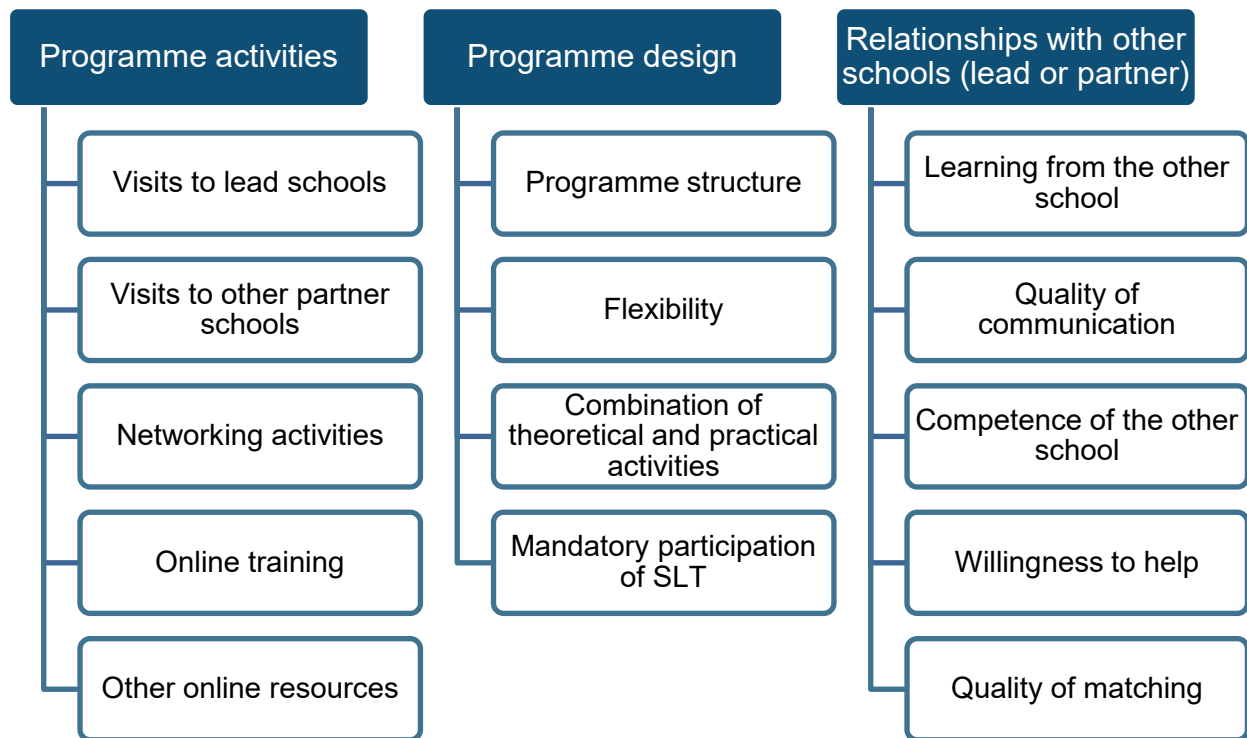 Programme activities
Visits to lead schools
Visits to other partner
schools
Networking activities
Online training
Other online resources
Programme design
Programme structure
Flexibility
Combination of
theoretical and practical
activities
Mandatory participation
of SLT
Relationships with other
schools (lead or partner)
Learning from the other
school
Quality of
communication
Competence of the other
school
Willingness to help
Quality of matching